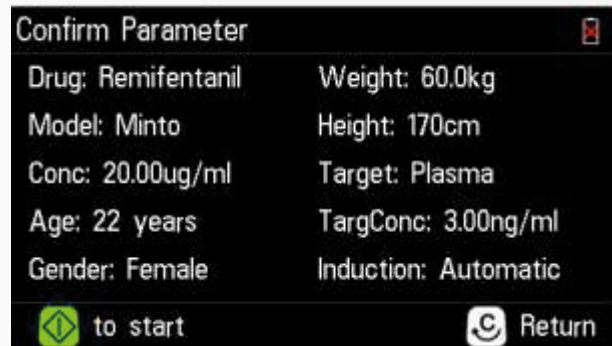 Confirm Parameter
Drug: Remifentanil Weight: 60.0kg
Model: Minto Height: 170cm
Conc: 20.00ug/ml Target: Plasma
Age: 22 years TargConc: 3.00ng/ml
Gender: Female Induction: Automatic
to start C Return